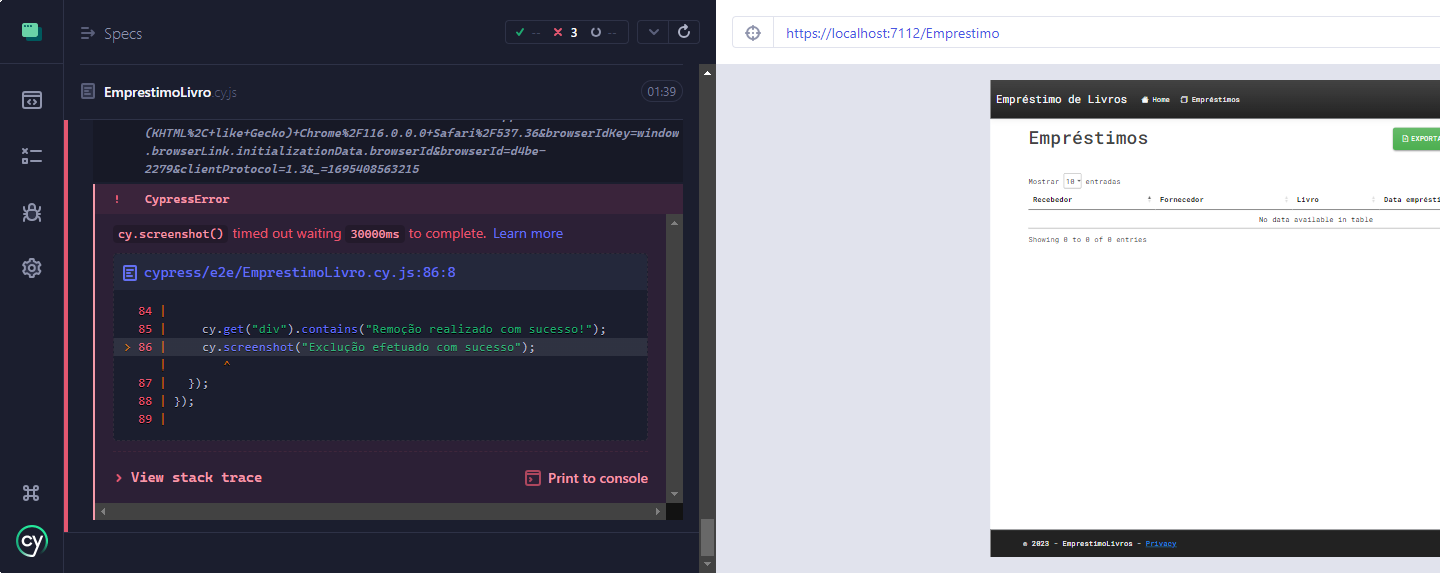 Specs
-- 3 --
EmprestimoLivro.cy.js
01:39
(KHTML%2C+like+Gecko)+Chrome%2F116.0.0.0+Safari%2F537.36&browserIdKey=window
.browserLink.initializationData.browserId&browserId=d4be-
2279&clientProtocol=1.3&_=1695408563215
! CypressError
cy.screenshot() timed out waiting 30000ms to complete. Learn more
cypress/e2e/EmprestimoLivro.cy.js:86:8
84 |
85 | cy.get("div").contains("Remoção realizado com sucesso!");
> 86 | cy.screenshot("Exclução efetuado com sucesso");
| ^
87 | });
88 | });
89 |
> View stack trace
Print to console
cy
https://localhost:7112/Emprestimo
Empréstimo de Livros Home Empréstimos
Empréstimos
EXPORTA
Mostrar 10 entradas
Recebedor Fornecedor Livro Data emprésti
No data available in table
Showing 0 to 0 of 0 entries
© 2023 - EmprestimoLivros - Privacy